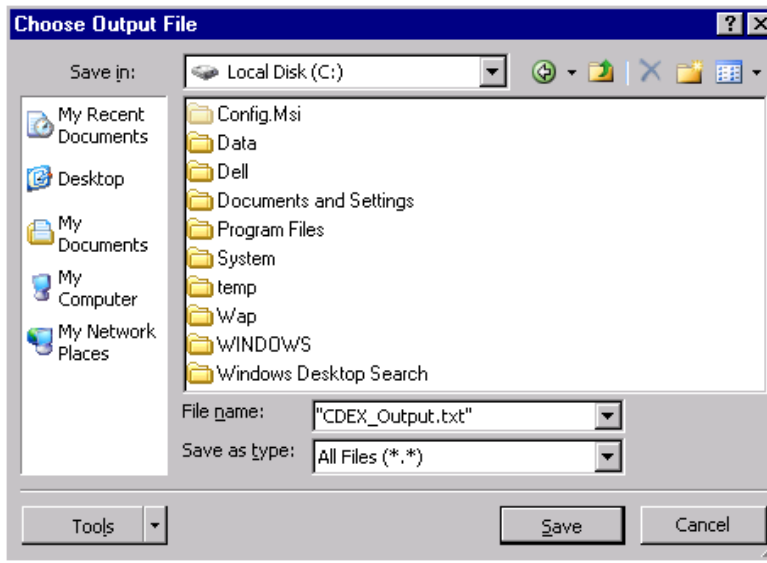 Choose Output File
Save in:
Local Disk (C:)
My Recent
Documents
Desktop
My
Documents
My
Computer
My Network
Places
Config.Msi
Data
Dell
Documents and Settings
Program Files
System
temp
Wap
WINDOWS
Windows Desktop Search
File name:
"CDEX_Output.txt"
Save as type:
All Files (*.*)
Tools
Save
Cancel